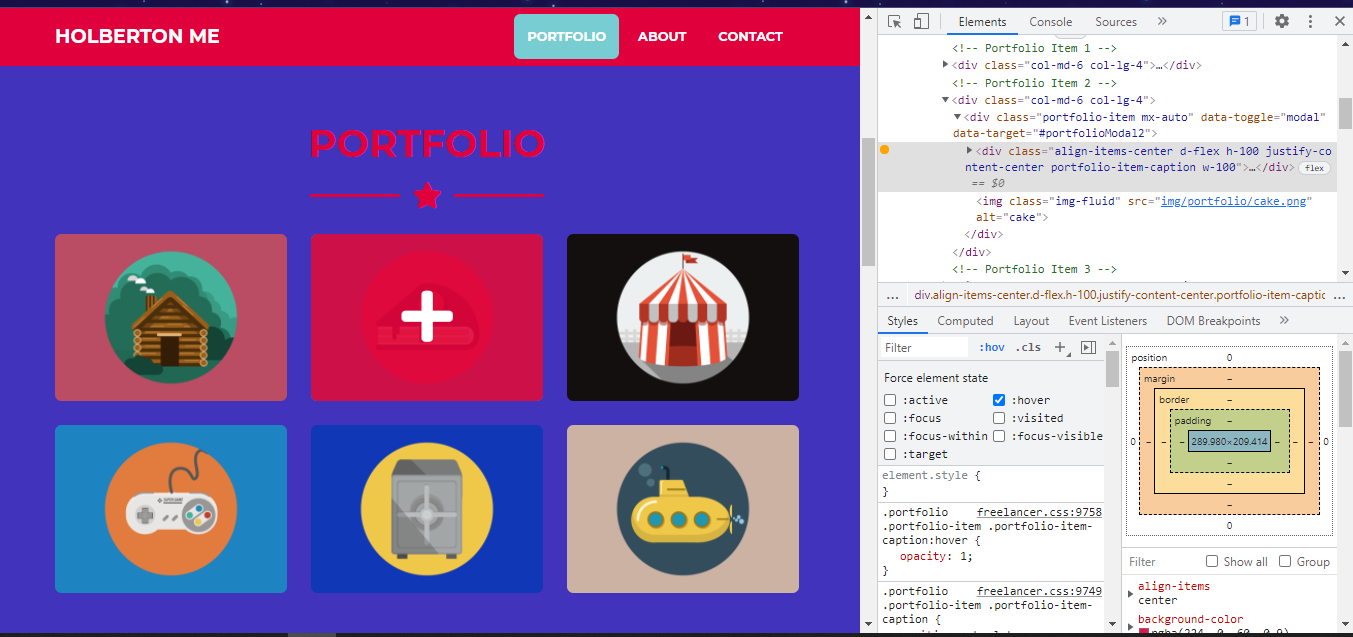 HOLBERTON ME
PORTFOLIO ABOUT CONTACT
PORTFOLIO
Elements Console Sources » 1
<!-- Portfolio Item 1 -->
<div class="col-md-6 col-lg-4">…</div>
<!-- Portfolio Item 2 -->
<div class="col-md-6 col-lg-4">
<div class="portfolio-item mx-auto" data-toggle="modal"
data-target="#portfolioModal2">
<div class="align-items-center d-flex h-100 justify-co
ntent-center portfolio-item-caption w-100">…</div> flex
== $0
<img class="img-fluid" src="img/portfolio/cake.png"
alt="cake">
</div>
</div>
<!-- Portfolio Item 3 -->
... div.align-items-center.d-flex.h-100.justify-content-center.portfolio-item-captic ...
Styles Computed Layout Event Listeners DOM Breakpoints »
Filter :hov .cls +
Force element state
:active :hover
:focus :visited
:focus-within :focus-visible
:target
element.style {
}
.portfolio freelancer.css:9758
.portfolio-item .portfolio-item-
caption:hover {
opacity: 1;
}
.portfolio freelancer.css:9749
.portfolio-item .portfolio-item-
caption {
position 0
margin –
border –
padding –
0 – – – 289.980×209.414 – – – 0
–
–
–
0
Filter Show all Group
align-items
center
background-color
rgba(224, 0, 60, 0.9)